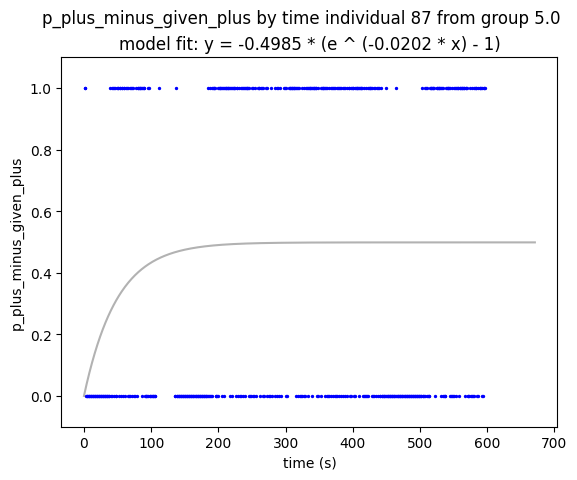 p_plus_minus_given_plus by time individual 87 from group 5.0
model fit: y = -0.4985 * (e ^ (-0.0202 * x) - 1)
1.0
0.8
0.6
0.4
0.2
0.0
p_plus_minus_given_plus
0 100 200 300 400 500 600 700
time (s)